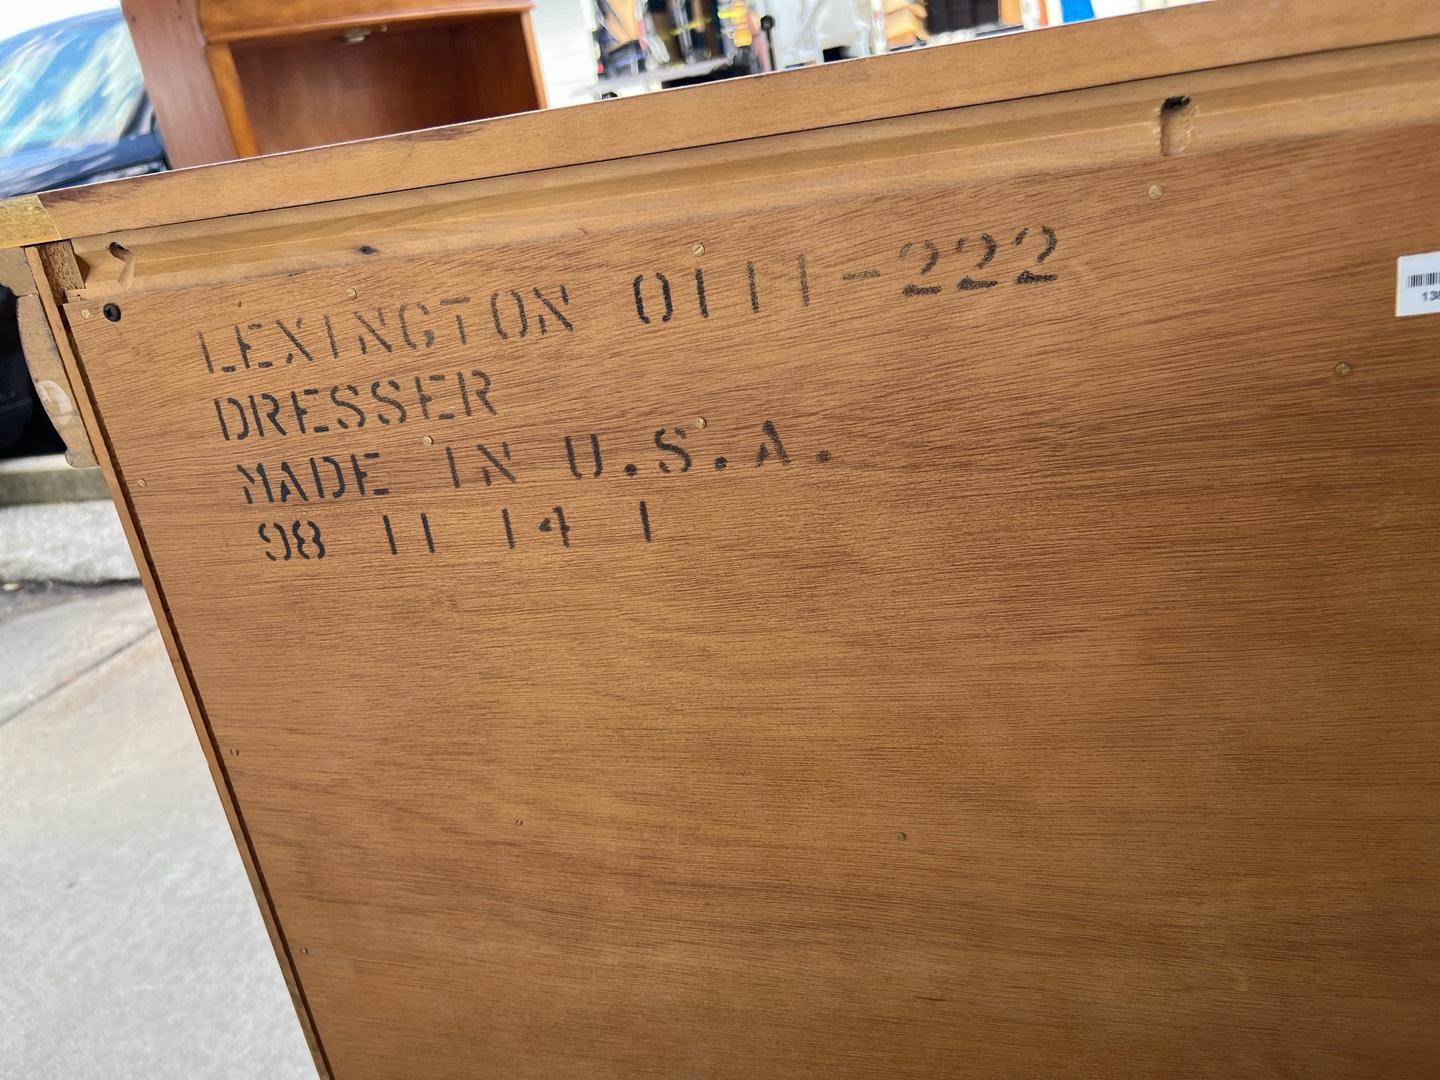 LEXINGTON 0111-222
DRESSER
MADE IN U.S.A.
98 11 14 1